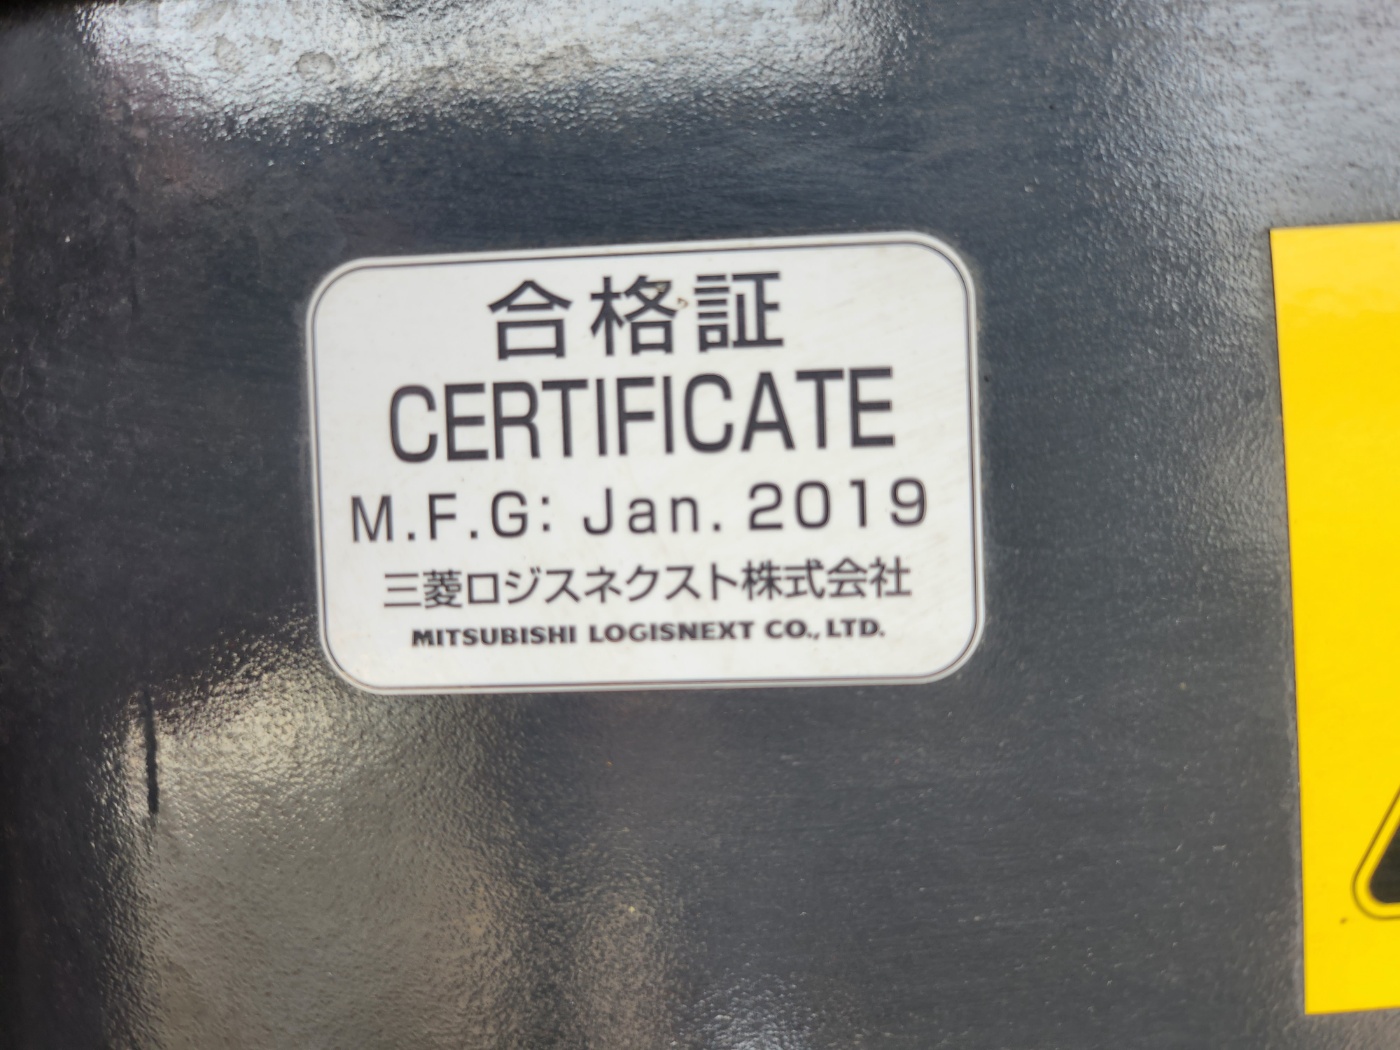 合格証
CERTIFICATE
M.F.G: Jan. 2019
三菱ロジスネクスト株式会社
MITSUBISHI LOGISNEXT CO., LTD.